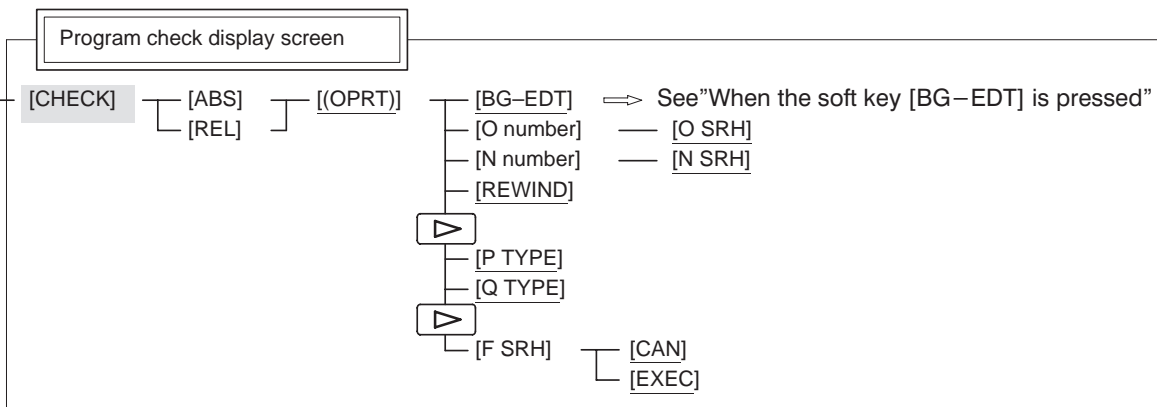 Program check display screen
[CHECK] [ABS] [(OPRT)] [BG–EDT] See”When the soft key [BG–EDT] is pressed”
[REL] [O number] [O SRH]
[N number] [N SRH]
[REWIND]
[P TYPE]
[Q TYPE]
[F SRH] [CAN]
[EXEC]